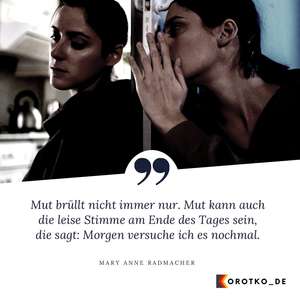 Mut brüllt nicht immer nur. Mut kann auch
die leise Stimme am Ende des Tages sein,
die sagt: Morgen versuche ich es nochmal.
MARY ANNE RADMACHER
KOROTKO_DE